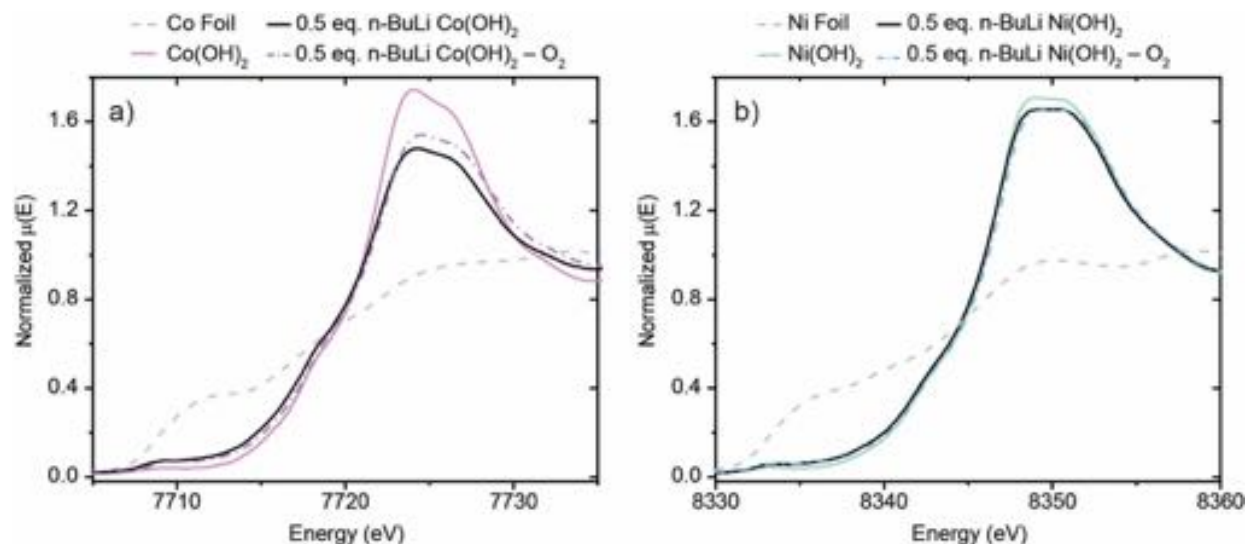 Co Foil
0.5 eq. n-BuLi Co(OH)2
Co(OH)2
0.5 eq. n-BuLi Co(OH)2 – O2
Ni Foil
0.5 eq. n-BuLi Ni(OH)2
Ni(OH)2
0.5 eq. n-BuLi Ni(OH)2 – O2
a)
1.6
1.2
0.8
0.4
0.0
Normalized μ(E)
7710
7720
7730
Energy (eV)
b)
1.6
1.2
0.8
0.4
0.0
Normalized μ(E)
8330
8340
8350
8360
Energy (eV)